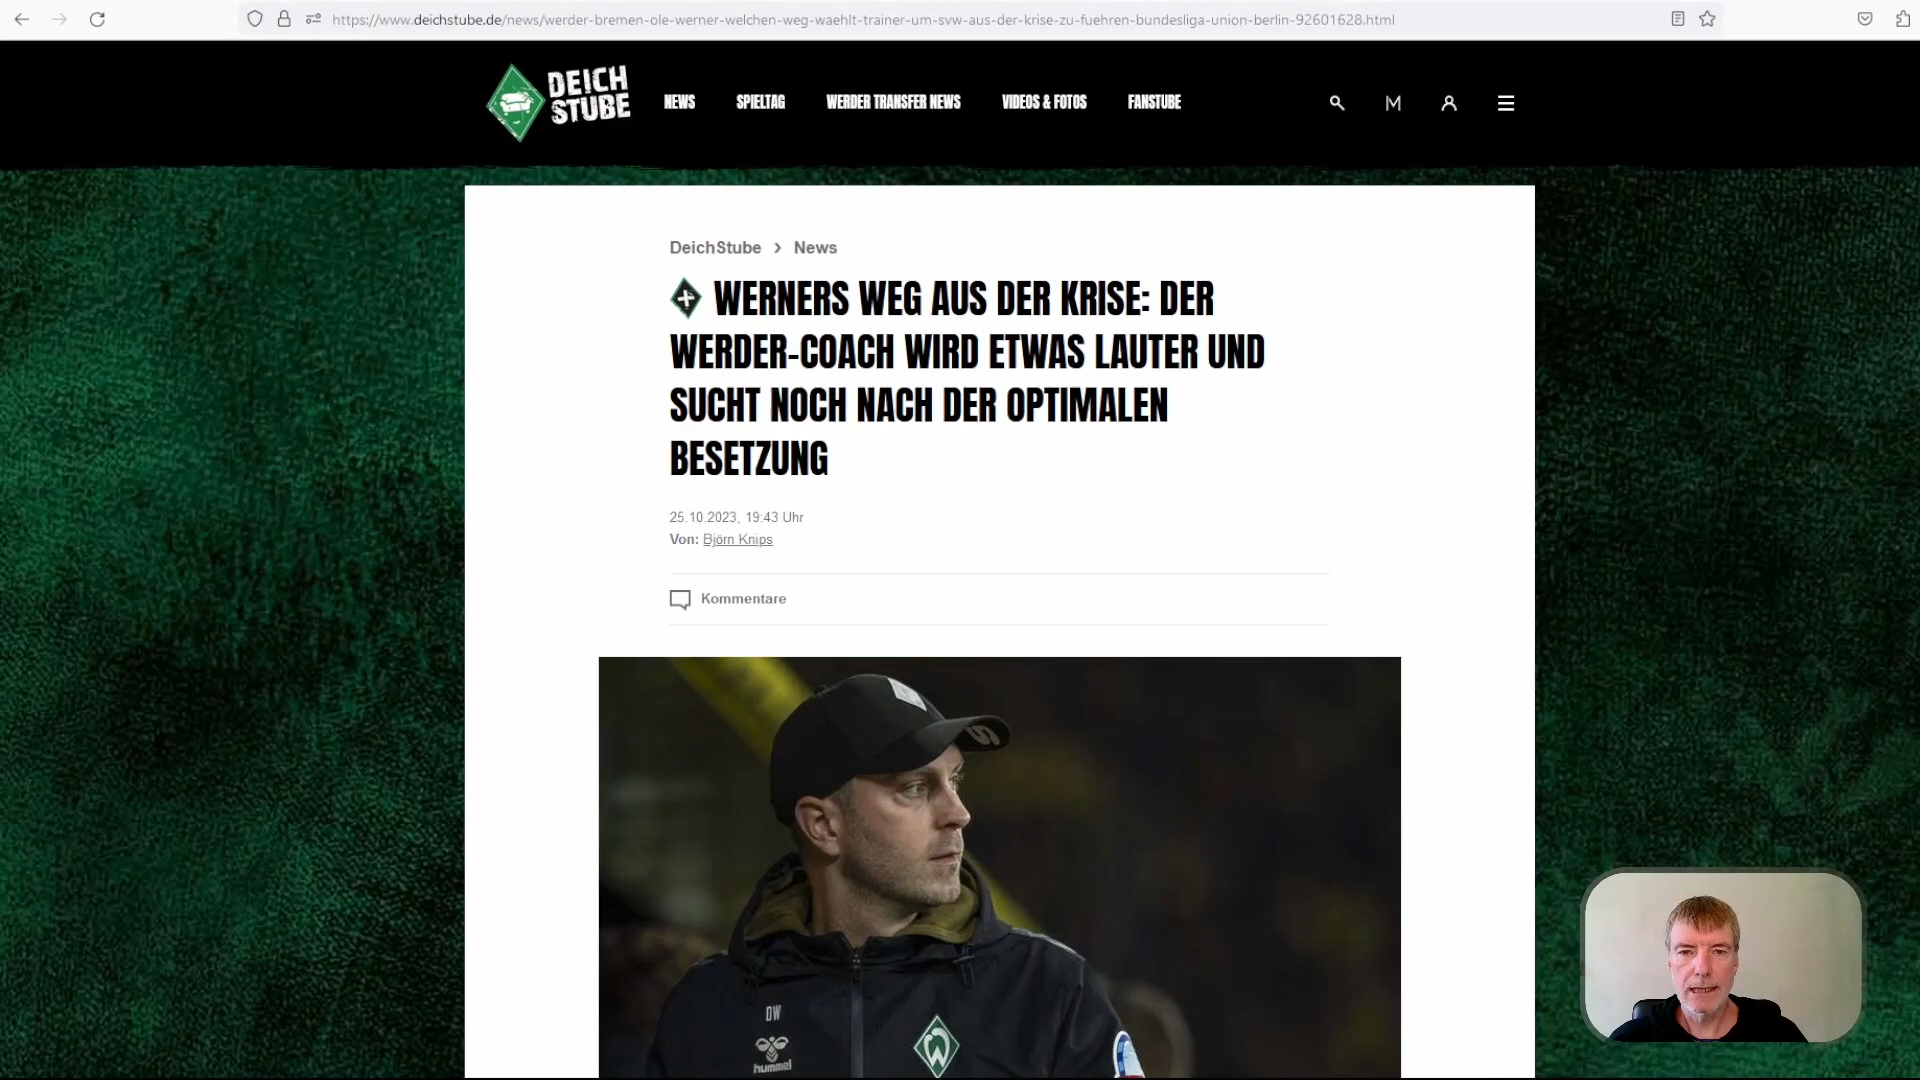 https://www.deichstube.de/news/werder-bremen-ole-werner-welchen-weg-waehlt-trainer-um-svw-aus-der-krise-zu-fuehren-bundesliga-union-berlin-92601628.html
DEICH
STUBE
NEWS
SPIELTAG
WERDER TRANSFER NEWS
VIDEOS & FOTOS
FANSTUBE
M
DeichStube > News
WERNERS WEG AUS DER KRISE: DER
WERDER-COACH WIRD ETWAS LAUTER UND
SUCHT NOCH NACH DER OPTIMALEN
BESETZUNG
25.10.2023, 19:43 Uhr
Von: Björn Knips
Kommentare
OW
W
hummel